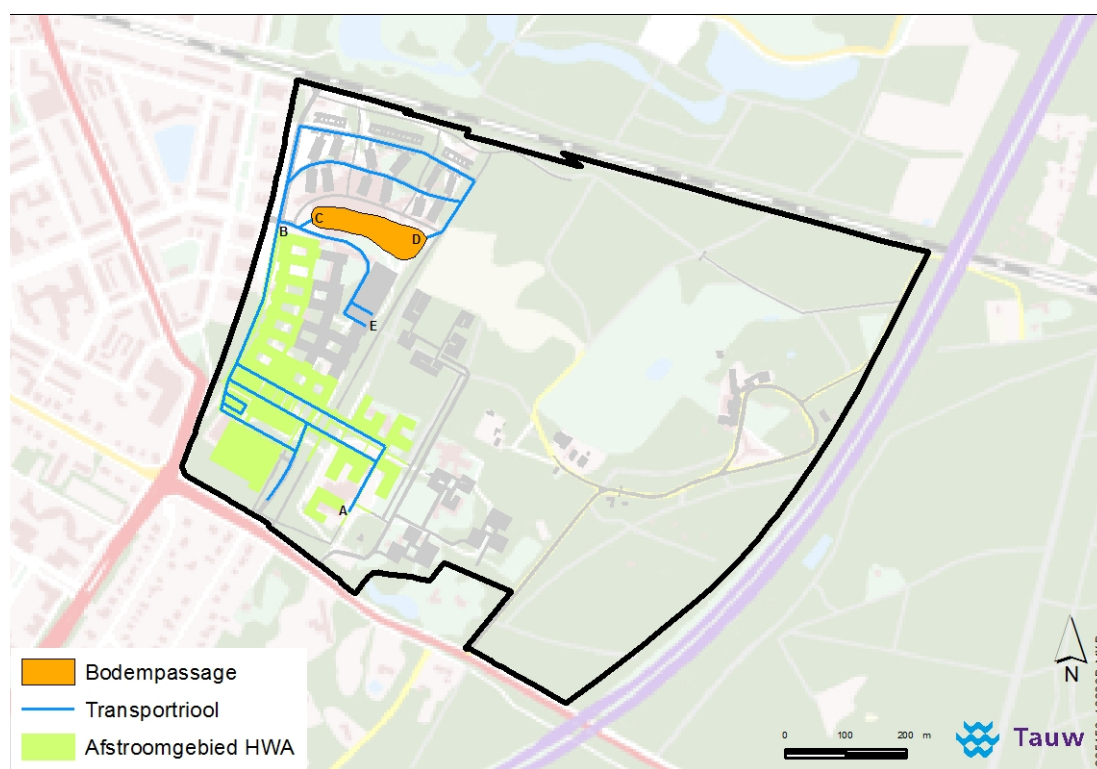 C
D
B
E
A
Bodempassage
Transportriool
Afstroomgebied HWA
N
0 100 200 m
Tauw